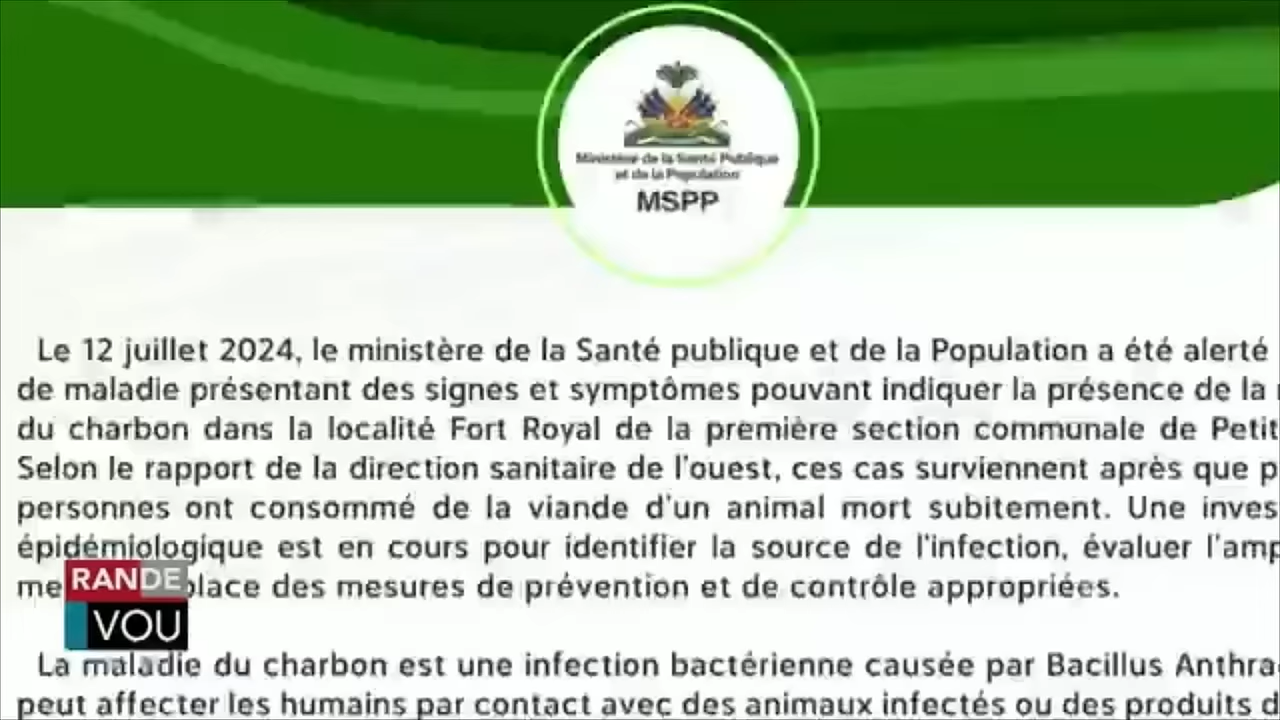 Ministère de la Santé Publique
et de la Population
MSPP
Le 12 juillet 2024, le ministère de la Santé publique et de la Population a été alerté
de maladie présentant des signes et symptômes pouvant indiquer la présence de la
du charbon dans la localité Fort Royal de la première section communale de Petit
Selon le rapport de la direction sanitaire de l'ouest, ces cas surviennent après que p
personnes ont consommé de la viande d'un animal mort subitement. Une inves
épidémiologique est en cours pour identifier la source de l'infection, évaluer l'amp
me place des mesures de prévention et de contrôle appropriées.
RANDE
VOU
La maladie du charbon est une infection bactérienne causée par Bacillus Anthra
peut affecter les humains par contact avec des animaux infectés ou des produits d